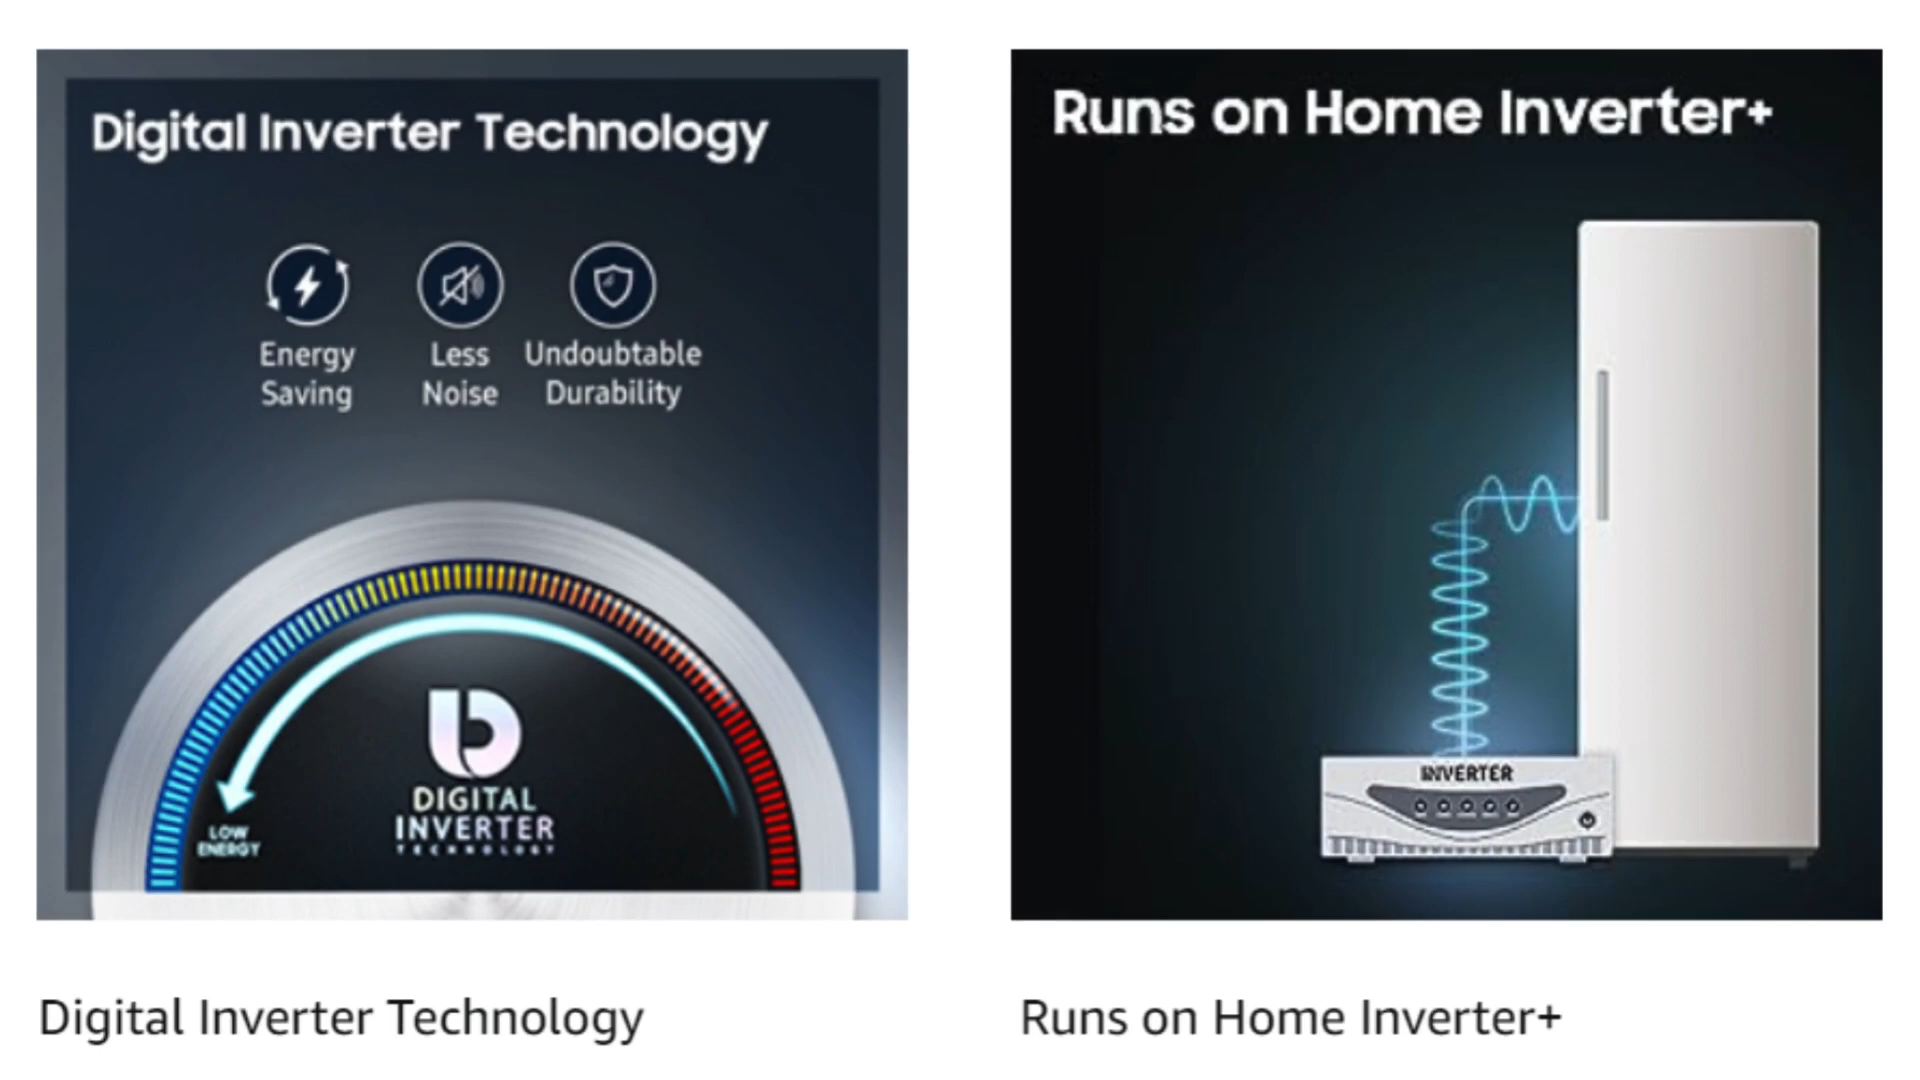 Digital Inverter Technology
Energy
Saving
Less
Noise
Undoubtable
Durability
LOW
ENERGY
DIGITAL
INVERTER
TECHNOLOGY
Digital Inverter Technology
Runs on Home Inverter+
INVERTER
Runs on Home Inverter+